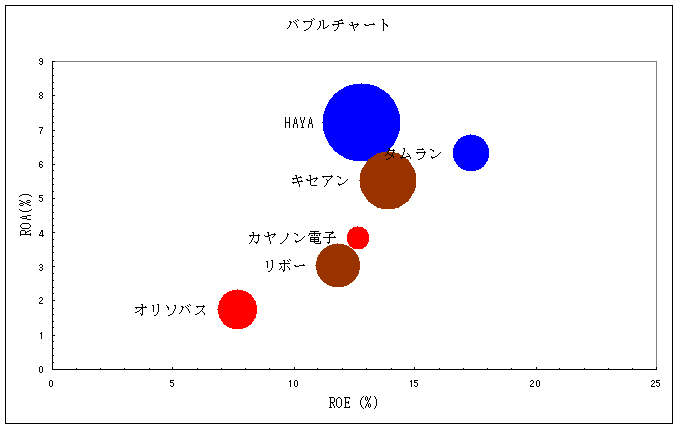 バブルチャート
9
8
7
6
5
4
3
2
1
0
ROA(%)
HAYA
タムラン
キセアン
カヤノン電子
リボー
オリソバス
0 5 10 15 20 25
ROE (%)